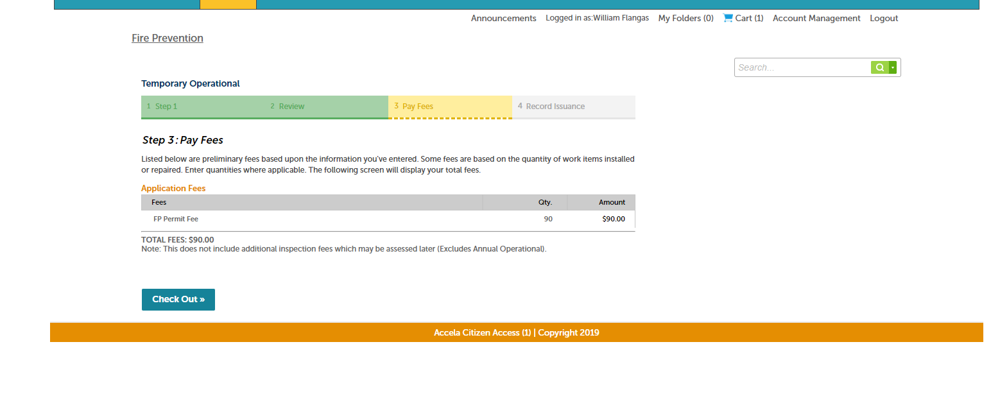 Announcements Logged in as:William Flangas My Folders (0) Cart (1) Account Management Logout
Fire Prevention
Search...
Temporary Operational
1 Step 1 2 Review 3 Pay Fees 4 Record Issuance
Step 3 : Pay Fees
Listed below are preliminary fees based upon the information you've entered. Some fees are based on the quantity of work items installed
or repaired. Enter quantities where applicable. The following screen will display your total fees.
Application Fees
Fees Qty. Amount
FP Permit Fee 90 $90.00
TOTAL FEES: $90.00
Note: This does not include additional inspection fees which may be assessed later (Excludes Annual Operational).
Check Out »
Accela Citizen Access (1) | Copyright 2019